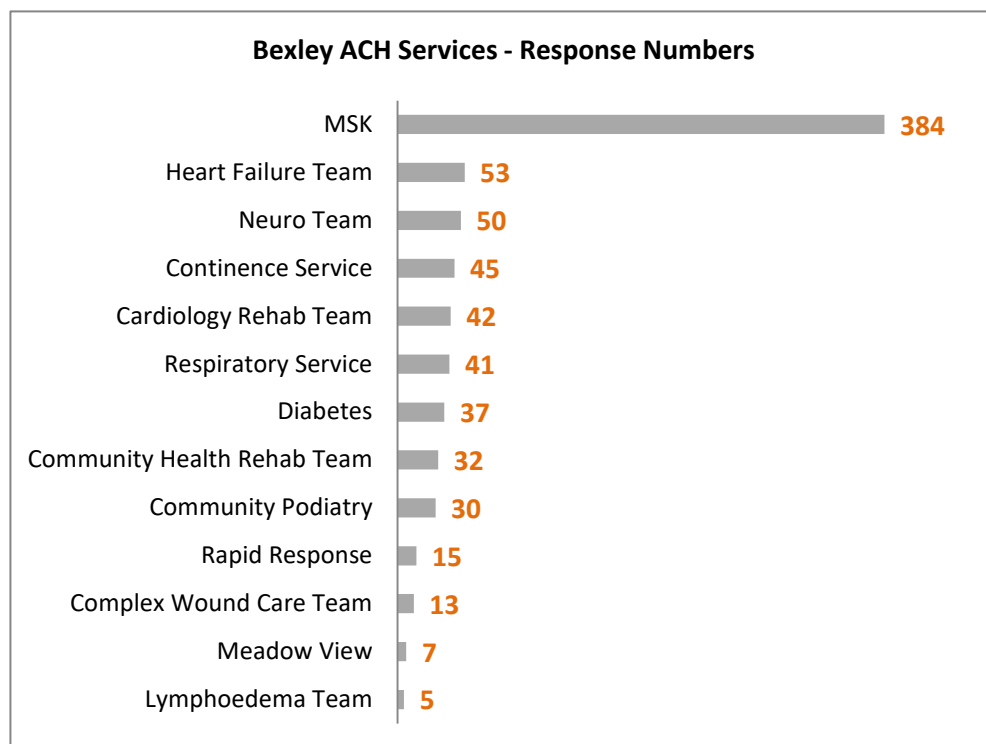 Bexley ACH Services - Response Numbers
MSK 384
Heart Failure Team 53
Neuro Team 50
Continence Service 45
Cardiology Rehab Team 42
Respiratory Service 41
Diabetes 37
Community Health Rehab Team 32
Community Podiatry 30
Rapid Response 15
Complex Wound Care Team 13
Meadow View 7
Lymphoedema Team 5